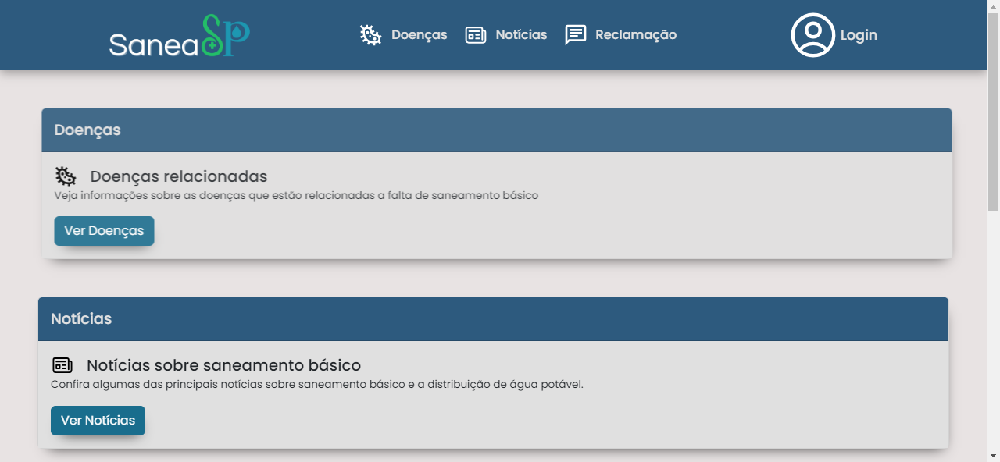 SaneaSP
Doenças
Notícias
Reclamação
Login
Doenças
Doenças relacionadas
Veja informações sobre as doenças que estão relacionadas a falta de saneamento básico
Ver Doenças
Notícias
Notícias sobre saneamento básico
Confira algumas das principais notícias sobre saneamento básico e a distribuição de água potável.
Ver Notícias